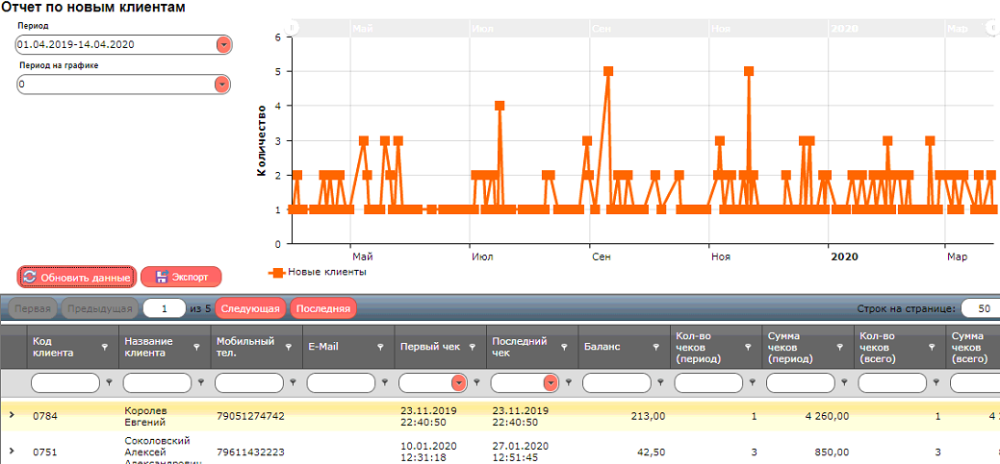 Отчет по новым клиентам
Период
01.04.2019-14.04.2020
Период на графике
0
Май Июл Сен Ноя 2020 Мар
Количество
6
5
4
3
2
1
0
Май Июл Сен Ноя 2020 Мар
Новые клиенты
Обновить данные Экспорт
Первая Предыдущая 1 из 5 Следующая Последняя Строк на странице: 50
Код клиента Название клиента Мобильный тел. E-Mail Первый чек Последний чек Баланс Кол-во чеков (период) Сумма чеков (период) Кол-во чеков (всего) Сумма чеков (всего)
0784 Королев Евгений 79051274742 23.11.2019 22:40:50 23.11.2019 22:40:50 213,00 1 4 260,00 1 4
0751 Соколовский Алексей Александрович 79611432223 10.01.2020 12:31:18 27.01.2020 12:51:45 42,50 3 850,00 3